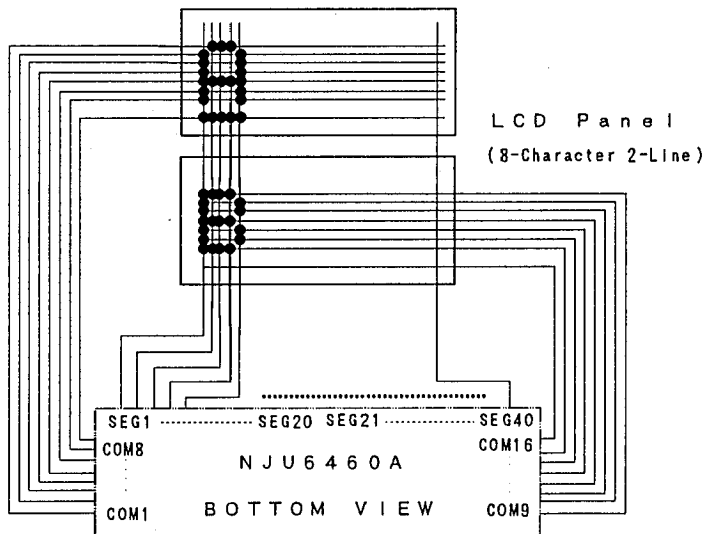 LCD Panel
(8-Character 2-Line)
SEG1 SEG20 SEG21 SEG40
COM8 COM16
NJU6460A
COM1 BOTTOM VIEW COM9